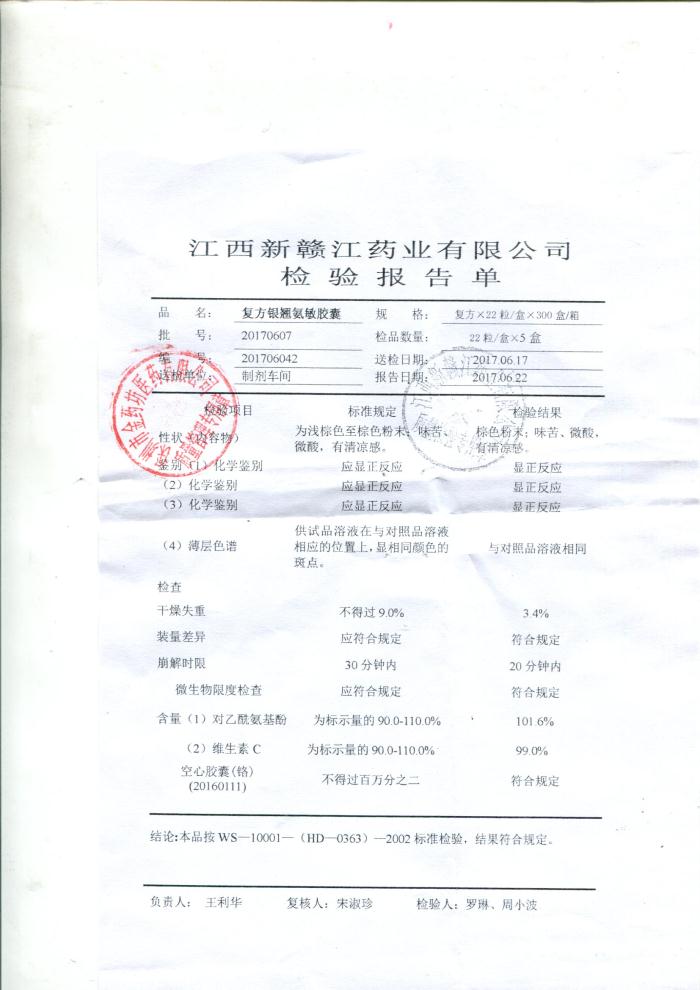 江西新赣江药业有限公司
检验报告单
品 名: 复方银翘氨敏胶囊 规 格: 复方×22粒/盒×300盒/箱
批 号: 20170607 检品数量: 22粒/盒×5盒
编 号: 201706042 送检日期: 2017.06.17
送检单位: 制剂车间 报告日期: 2017.06.22
检验项目 标准规定 检验结果
性状(内容物) 为浅棕色至棕色粉末;味苦、 棕色粉末;味苦、微酸,
微酸,有清凉感。 有清凉感。
鉴别(1)化学鉴别 应显正反应 显正反应
(2)化学鉴别 应显正反应 显正反应
(3)化学鉴别 应显正反应 显正反应
供试品溶液在与对照品溶液
(4)薄层色谱 相应的位置上,显相同颜色的 与对照品溶液相同
斑点。
检查
干燥失重 不得过9.0% 3.4%
装量差异 应符合规定 符合规定
崩解时限 30分钟内 20分钟内
微生物限度检查 应符合规定 符合规定
含量(1)对乙酰氨基酚 为标示量的90.0-110.0% 101.6%
(2)维生素C 为标示量的90.0-110.0% 99.0%
空心胶囊(铬) 不得过百万分之二 符合规定
(20160111)
结论:本品按WS—10001—(HD—0363)—2002标准检验,结果符合规定。
负责人: 王利华 复核人:宋淑珍 检验人:罗琳、周小波